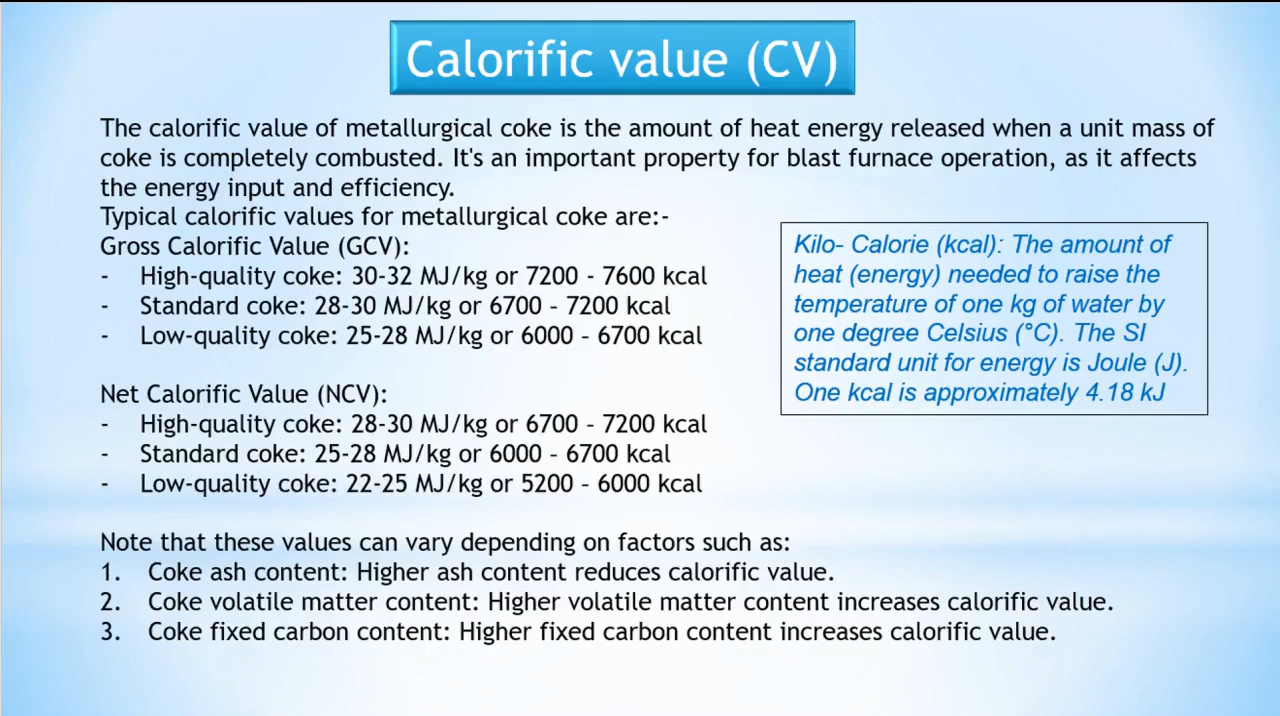 Calorific value (CV)
The calorific value of metallurgical coke is the amount of heat energy released when a unit mass of
coke is completely combusted. It's an important property for blast furnace operation, as it affects
the energy input and efficiency.
Typical calorific values for metallurgical coke are:-
Gross Calorific Value (GCV):
- High-quality coke: 30-32 MJ/kg or 7200 - 7600 kcal
- Standard coke: 28-30 MJ/kg or 6700 – 7200 kcal
- Low-quality coke: 25-28 MJ/kg or 6000 – 6700 kcal
Net Calorific Value (NCV):
- High-quality coke: 28-30 MJ/kg or 6700 – 7200 kcal
- Standard coke: 25-28 MJ/kg or 6000 – 6700 kcal
- Low-quality coke: 22-25 MJ/kg or 5200 – 6000 kcal
Note that these values can vary depending on factors such as:
1. Coke ash content: Higher ash content reduces calorific value.
2. Coke volatile matter content: Higher volatile matter content increases calorific value.
3. Coke fixed carbon content: Higher fixed carbon content increases calorific value.
Kilo- Calorie (kcal): The amount of
heat (energy) needed to raise the
temperature of one kg of water by
one degree Celsius (°C). The SI
standard unit for energy is Joule (J).
One kcal is approximately 4.18 kJ